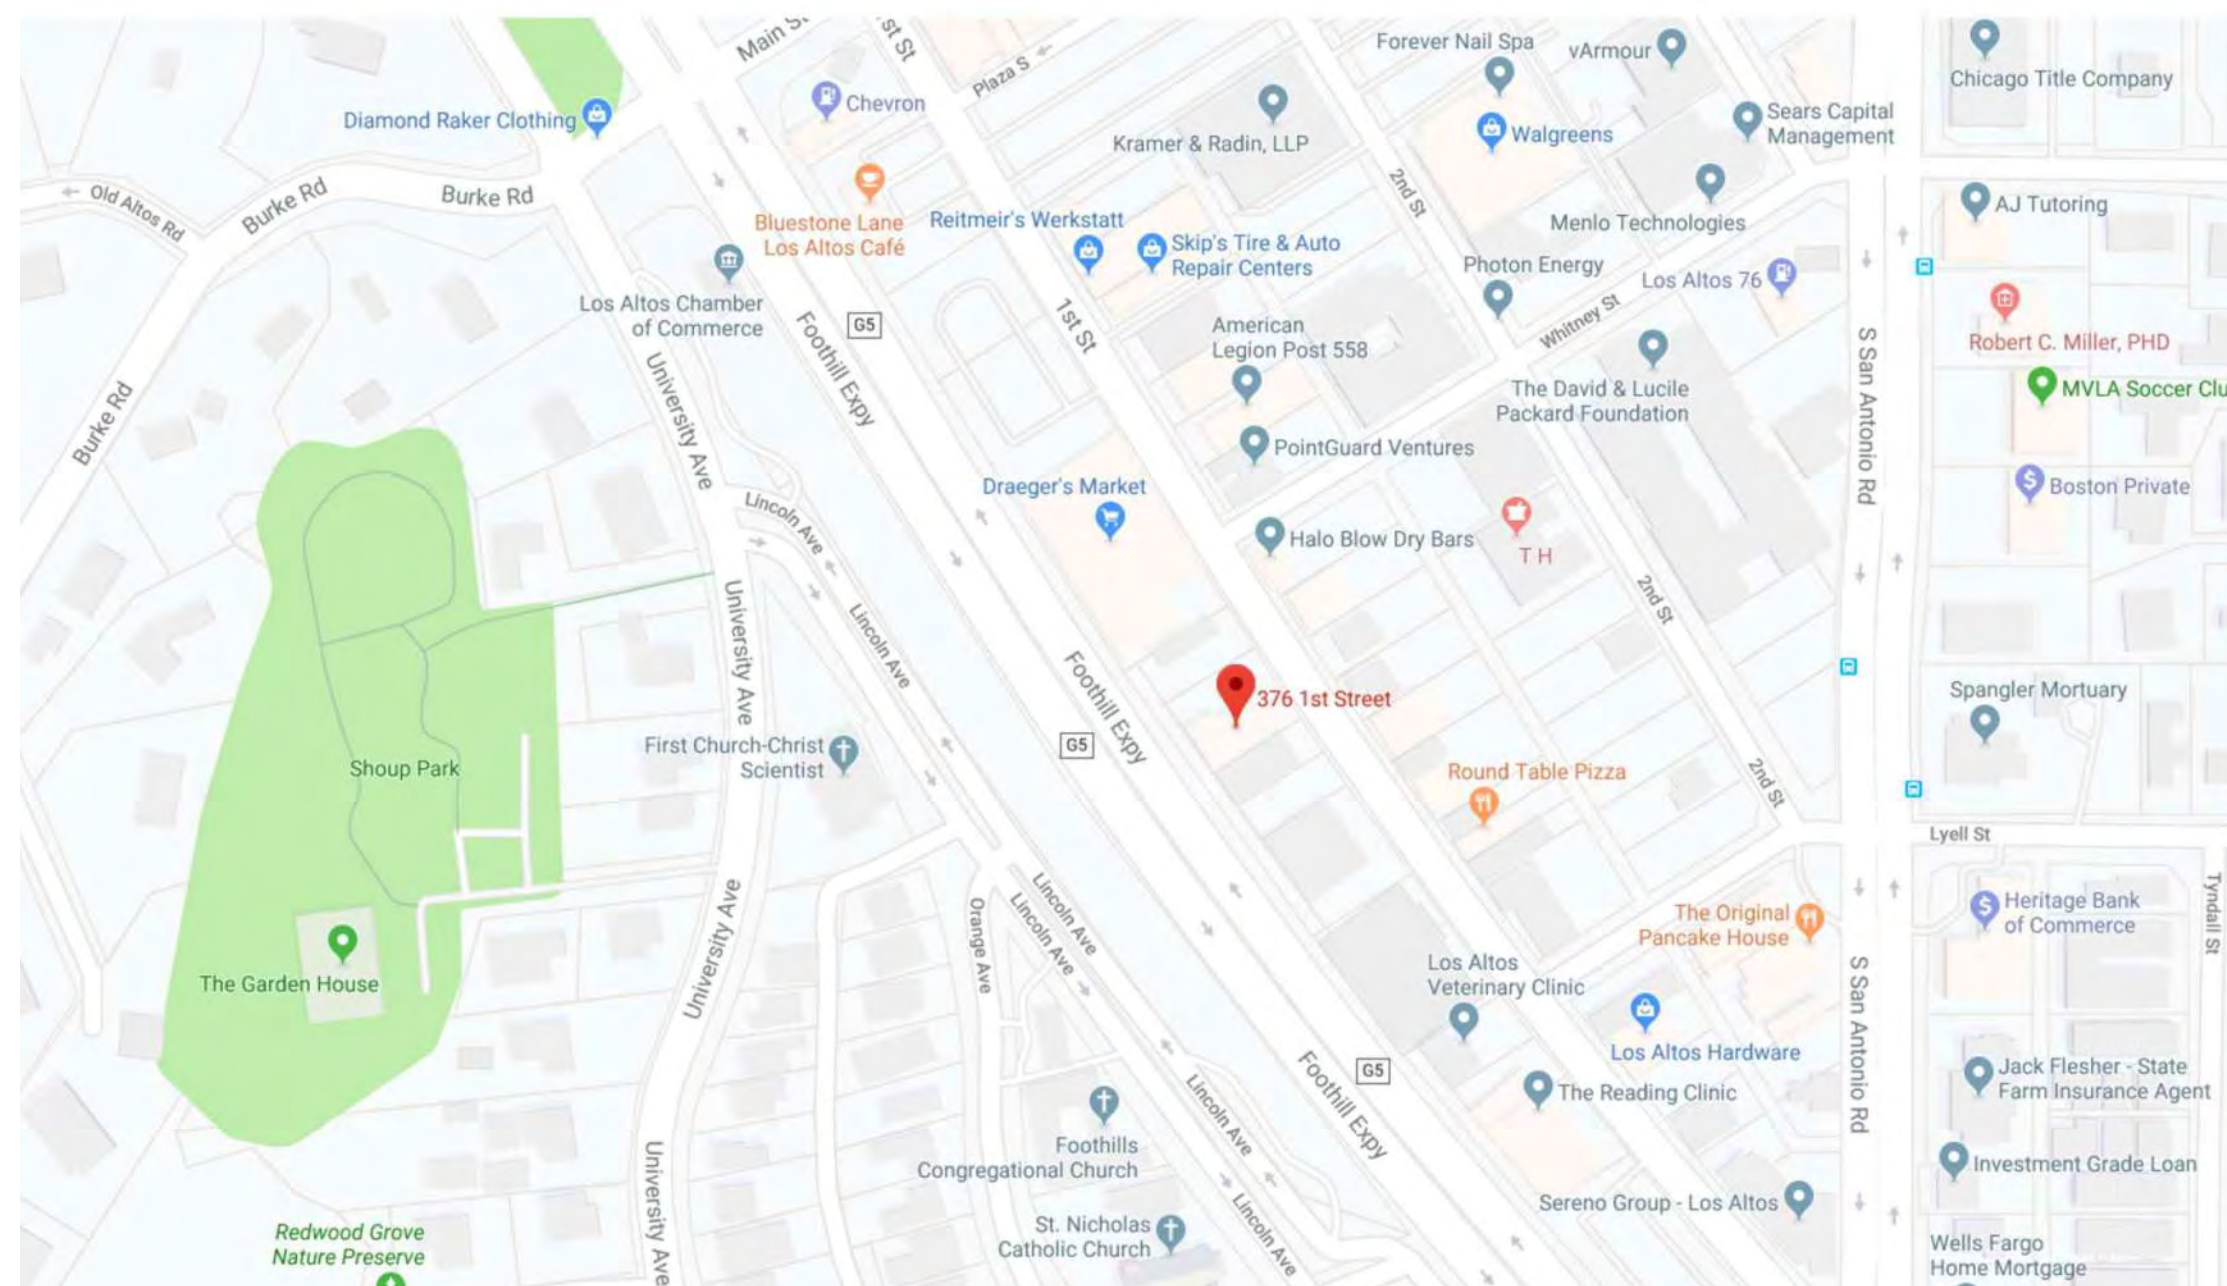 Main St
1st St
Plaza S
Forever Nail Spa
vArmour
Chicago Title Company
Diamond Raker Clothing
Chevron
Kramer & Radin, LLP
Walgreens
Sears Capital
Management
Old Altos Rd
Burke Rd
Burke Rd
Bluestone Lane
Los Altos Café
Reitmeir's Werkstatt
Skip's Tire & Auto
Repair Centers
2nd St
Menlo Technologies
AJ Tutoring
Photon Energy
Los Altos 76
Los Altos Chamber
of Commerce
Foothill Expy
G5
1st St
American
Legion Post 558
Whitney St
S San Antonio Rd
Robert C. Miller, PHD
University Ave
The David & Lucile
Packard Foundation
MVLA Soccer Clu
Burke Rd
PointGuard Ventures
Draeger's Market
Boston Private
Lincoln Ave
Halo Blow Dry Bars
T H
University Ave
Lincoln Ave
2nd St
Foothill Expy
376 1st Street
Spangler Mortuary
First Church-Christ
Scientist
G5
Shoup Park
Round Table Pizza
2nd St
Lyell St
University Ave
Orange Ave
Lincoln Ave
Lincoln Ave
The Original
Pancake House
Heritage Bank
of Commerce
Tyndall St
The Garden House
Los Altos
Veterinary Clinic
S San Antonio Rd
Los Altos Hardware
G5
Foothill Expy
The Reading Clinic
Jack Flesher - State
Farm Insurance Agent
Lincoln Ave
Foothills
Congregational Church
University Ave
Investment Grade Loan
Sereno Group - Los Altos
Lincoln Ave
St. Nicholas
Catholic Church
Redwood Grove
Nature Preserve
Wells Fargo
Home Mortgage